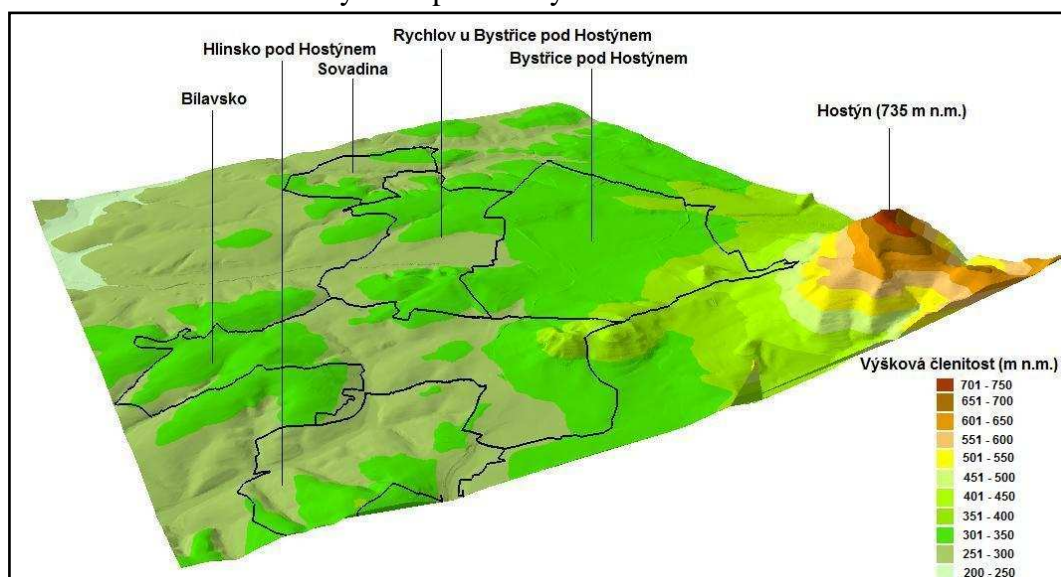 Rychlov u Bystřice pod Hostýnem
Hlinsko pod Hostýnem
Sovadina
Bystřice pod Hostýnem
Bílavsko
Hostýn (735 m n.m.)
Výšková členitost (m n.m.)
701 - 750
651 - 700
601 - 650
551 - 600
501 - 550
451 - 500
401 - 450
351 - 400
301 - 350
251 - 300
200 - 250